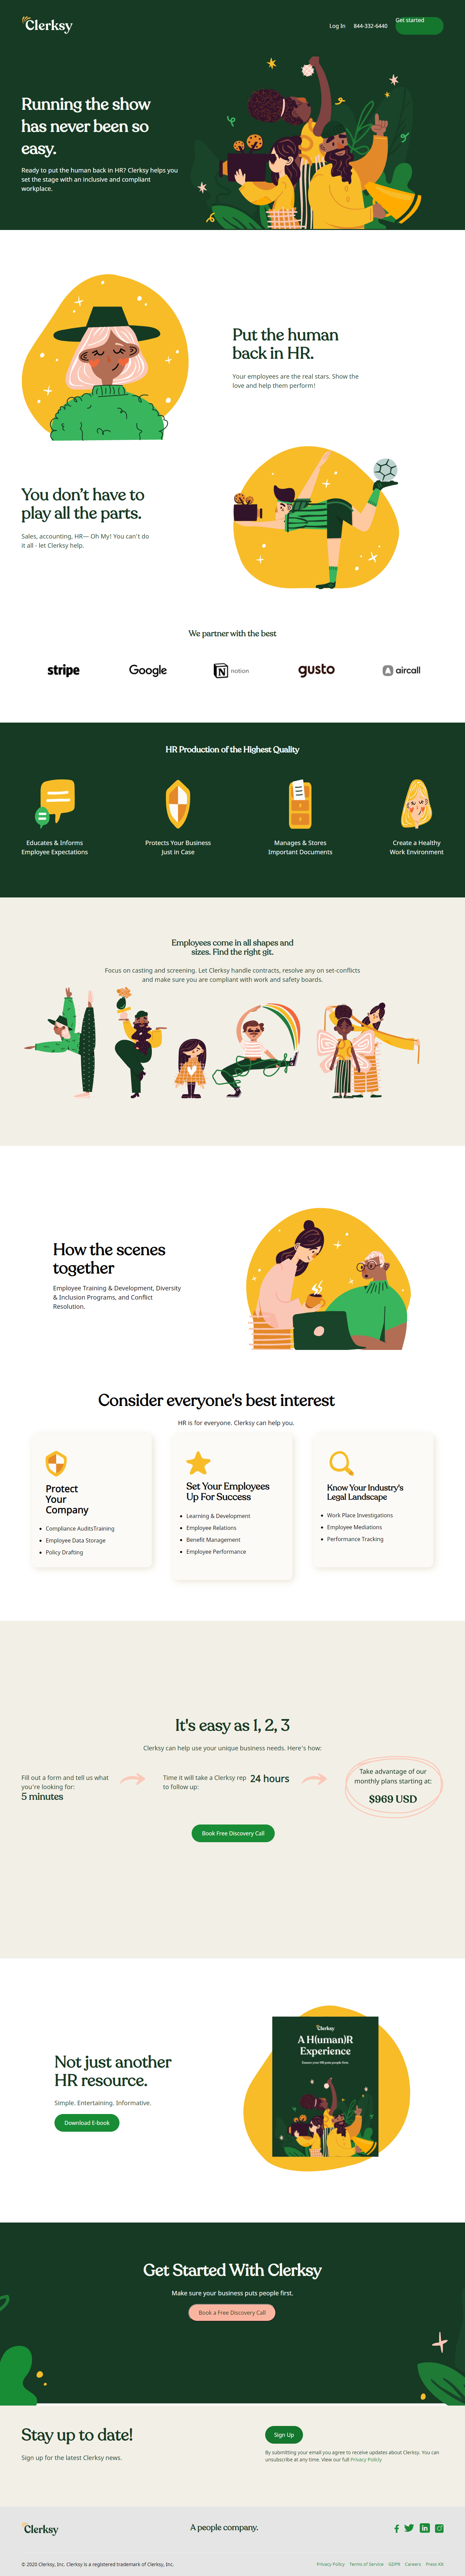 Clerksy
Log In
844-332-6440
Get started
Running the show
has never been so
easy.
Ready to put the human back in HR? Clerksy helps you
set the stage with an inclusive and compliant
workplace.
Put the human
back in HR.
Your employees are the real stars. Show the
love and help them perform!
You don’t have to
play all the parts.
Sales, accounting, HR— Oh My! You can't do
it all - let Clerksy help.
We partner with the best
stripe
Google
N notion
gusto
aircall
HR Production of the Highest Quality
Educates & Informs
Employee Expectations
Protects Your Business
Just in Case
Manages & Stores
Important Documents
Create a Healthy
Work Environment
Employees come in all shapes and
sizes. Find the right git.
Focus on casting and screening. Let Clerksy handle contracts, resolve any on set-conflicts
and make sure you are compliant with work and safety boards.
How the scenes
together
Employee Training & Development, Diversity
& Inclusion Programs, and Conflict
Resolution.
Consider everyone's best interest
HR is for everyone. Clerksy can help you.
Protect
Your
Company
• Compliance AuditsTraining
• Employee Data Storage
• Policy Drafting
Set Your Employees
Up For Success
• Learning & Development
• Employee Relations
• Benefit Management
• Employee Performance
Know Your Industry's
Legal Landscape
• Work Place Investigations
• Employee Mediations
• Performance Tracking
It's easy as 1, 2, 3
Clerksy can help use your unique business needs. Here's how:
Fill out a form and tell us what
you're looking for:
5 minutes
Time it will take a Clerksy rep
to follow up:
24 hours
Take advantage of our
monthly plans starting at:
$969 USD
Book Free Discovery Call
Not just another
HR resource.
Simple. Entertaining. Informative.
Download E-book
Clerksy
A H(uman)R
Experience
Ensure your HR puts people first.
Get Started With Clerksy
Make sure your business puts people first.
Book a Free Discovery Call
Stay up to date!
Sign up for the latest Clerksy news.
Sign Up
By submitting your email you agree to receive updates about Clerksy. You can
unsubscribe at any time. View our full Privacy Policy
Clerksy
A people company.
© 2020 Clerksy, Inc. Clerksy is a registered trademark of Clerksy, Inc.
Privacy Policy
Terms of Service
GDPR
Careers
Press Kit